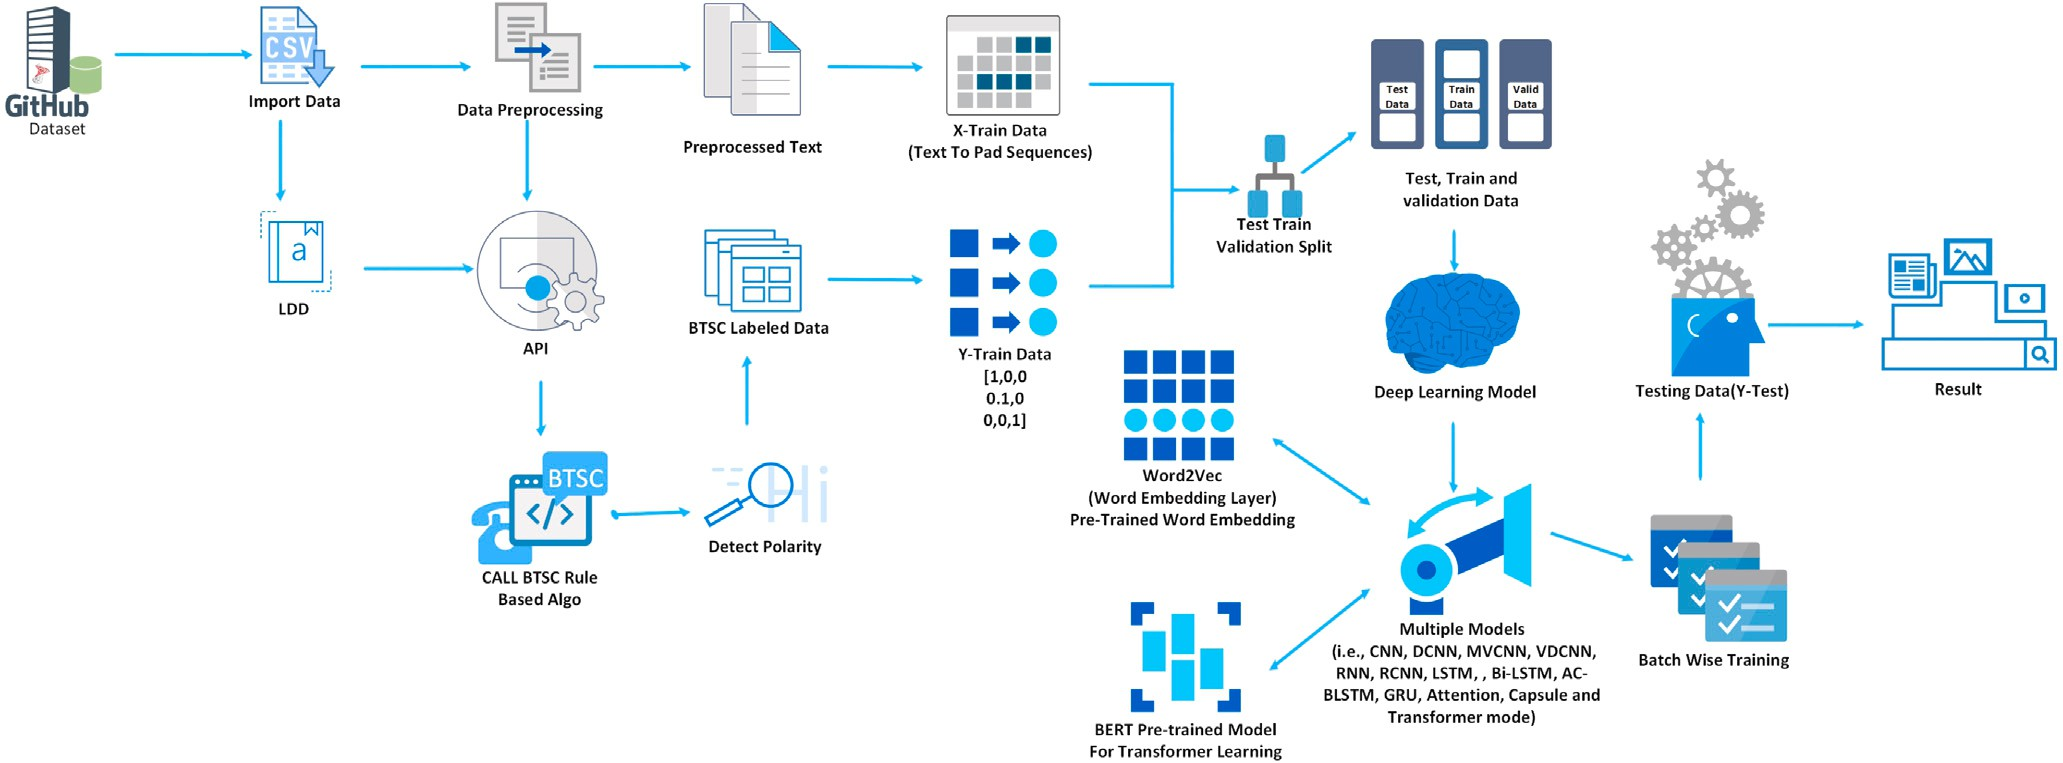 GitHub
Dataset
CSV
Import Data
Data Preprocessing
Preprocessed Text
X-Train Data
(Text To Pad Sequences)
Test
Data
Train
Data
Valid
Data
Test, Train and
validation Data
Test Train
Validation Split
a
LDD
API
BTSC Labeled Data
Y-Train Data
[1,0,0
0.1,0
0,0,1]
Deep Learning Model
Testing Data(Y-Test)
Result
BTSC
</>
CALL BTSC Rule
Based Algo
Hi
Detect Polarity
Word2Vec
(Word Embedding Layer)
Pre-Trained Word Embedding
BERT Pre-trained Model
For Transformer Learning
Multiple Models
(i.e., CNN, DCNN, MVCNN, VDCNN,
RNN, RCNN, LSTM, , Bi-LSTM, AC-
BLSTM, GRU, Attention, Capsule and
Transformer mode)
Batch Wise Training